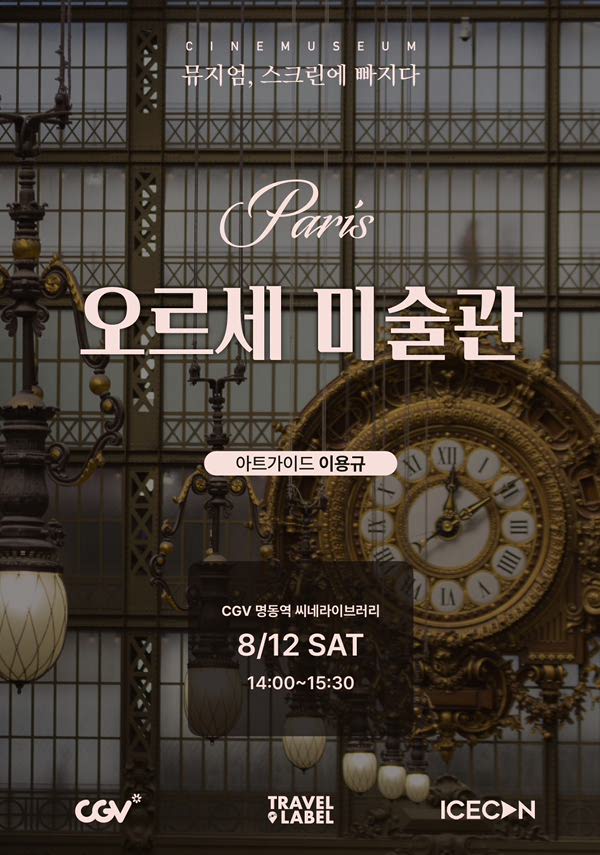 CINEMUSEUM
뮤지엄, 스크린에 빠지다
Paris
오르세 미술관
아트가이드 이용규
CGV 명동역 씨네라이브러리
8/12 SAT
14:00~15:30
CGV
TRAVEL
LABEL
ICECON